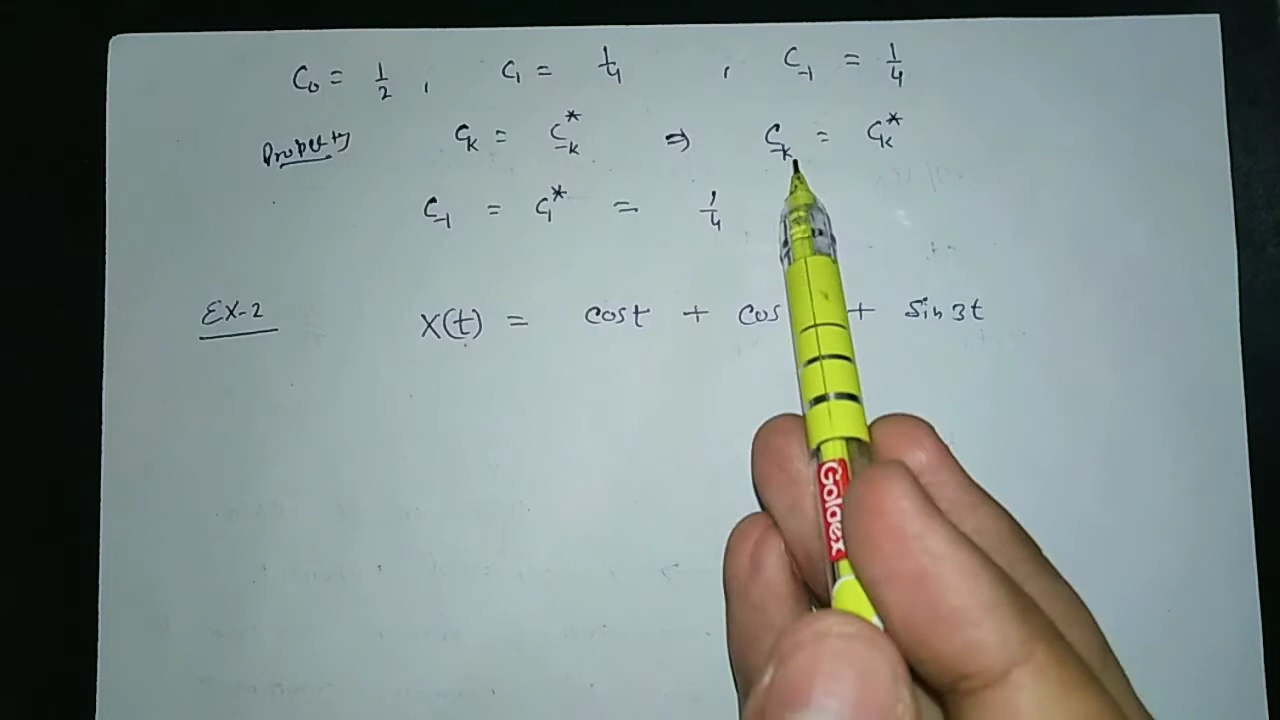 C₀ = 1/2 , C₁ = 1/4 , C₋₁ = 1/4
Property Cₖ = C₋ₖ* ⇒ C₋ₖ = Cₖ*
C₋₁ = C₁* = 1/4
Ex-2 x(t) = cost + cos + sin3t
Goldex